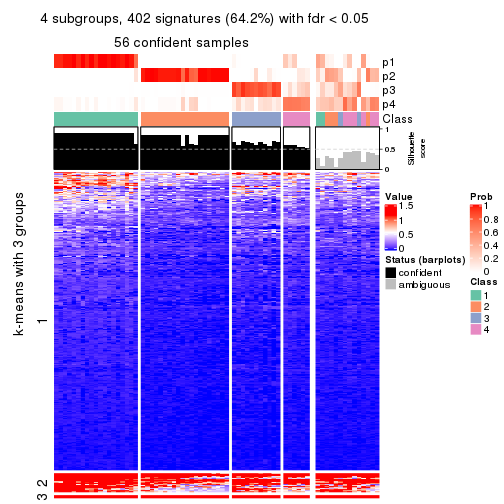 4 subgroups, 402 signatures (64.2%) with fdr < 0.05
56 confident samples
p1
p2
p3
p4
Class
1
0.5
0
Silhouette
score
k-means with 3 groups
1
2
3
Value
1.5
1
0.5
0
Status (barplots)
confident
ambiguous
Prob
1
0.8
0.6
0.4
0.2
0
Class
1
2
3
4